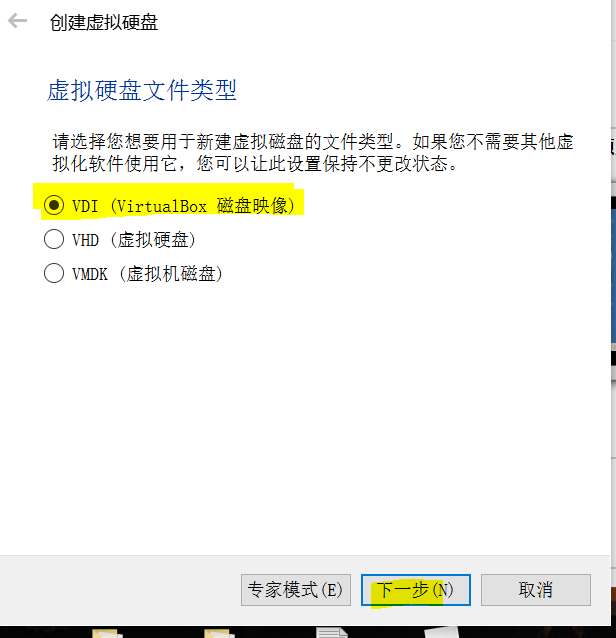 创建虚拟硬盘
虚拟硬盘文件类型
请选择您想要用于新建虚拟磁盘的文件类型。如果您不需要其他虚
拟化软件使用它，您可以让此设置保持不更改状态。
VDI (VirtualBox 磁盘映像)
VHD (虚拟硬盘)
VMDK (虚拟机磁盘)
专家模式(E)
下一步(N)
取消